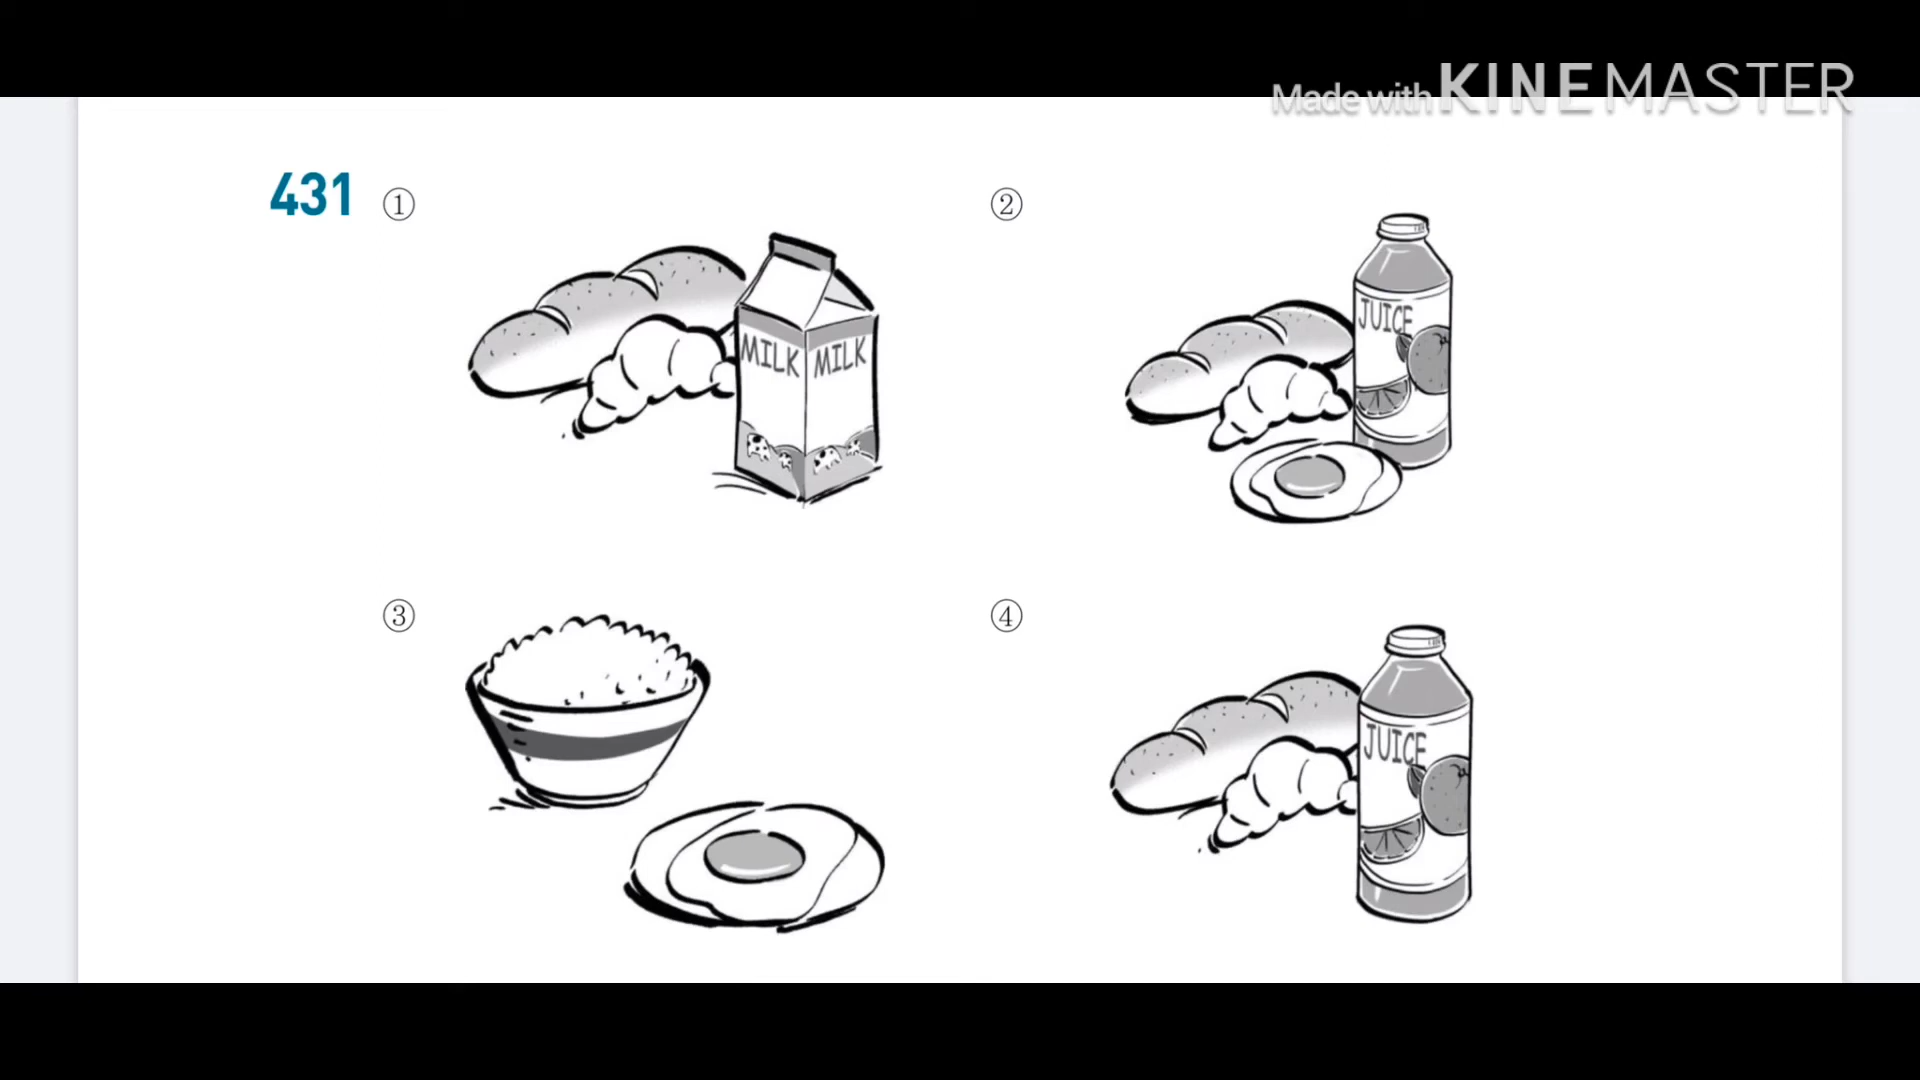 Made with KINEMASTER
431 ① ②
MILK MILK
JUICE
③ ④
JUICE